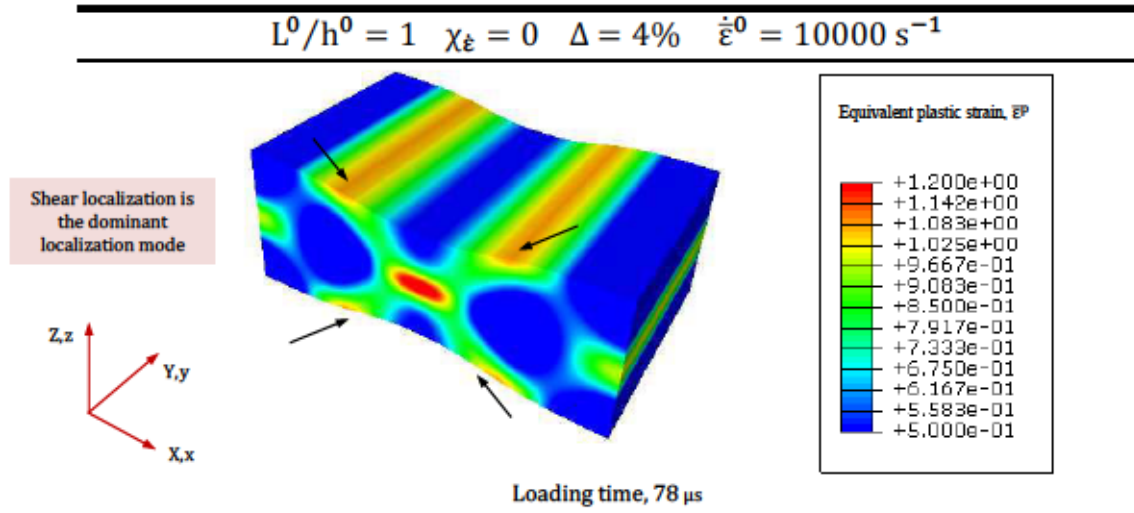 L⁰/h⁰ = 1 χ_ε̇ = 0 Δ = 4% ε̄̇⁰ = 10000 s⁻¹
Shear localization is
the dominant
localization mode
Equivalent plastic strain, ε̄ᵖ
+1.200e+00
+1.142e+00
+1.083e+00
+1.025e+00
+9.667e-01
+9.083e-01
+8.500e-01
+7.917e-01
+7.333e-01
+6.750e-01
+6.167e-01
+5.583e-01
+5.000e-01
Z,z
Y,y
X,x
Loading time, 78 μs